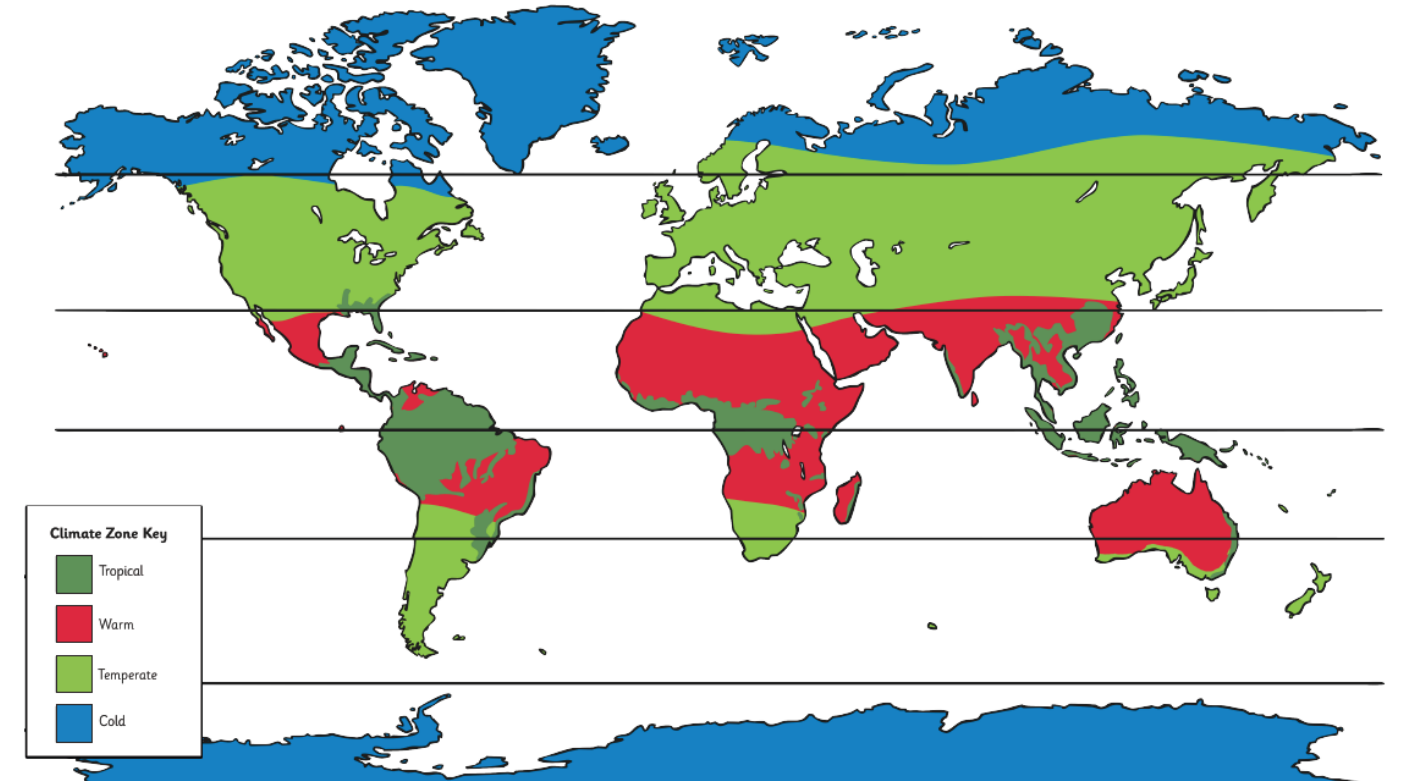 Climate Zone Key
Tropical
Warm
Temperate
Cold